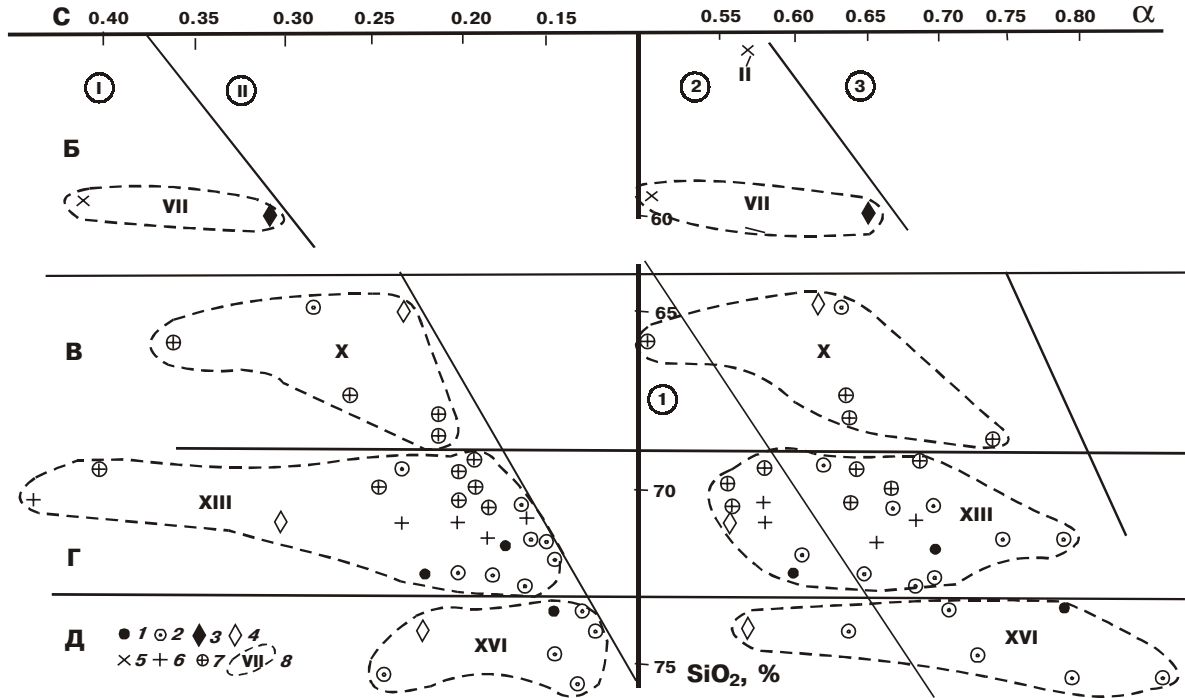 С 0.40 0.35 0.30 0.25 0.20 0.15 0.55 0.60 0.65 0.70 0.75 0.80 α
I II 2 II 3
Б
VII VII 60
65
В X X
1
XIII 70 XIII
Г
Д 1 2 3 4 XVI XVI
5 6 7 VII 8 75 SiO₂, %